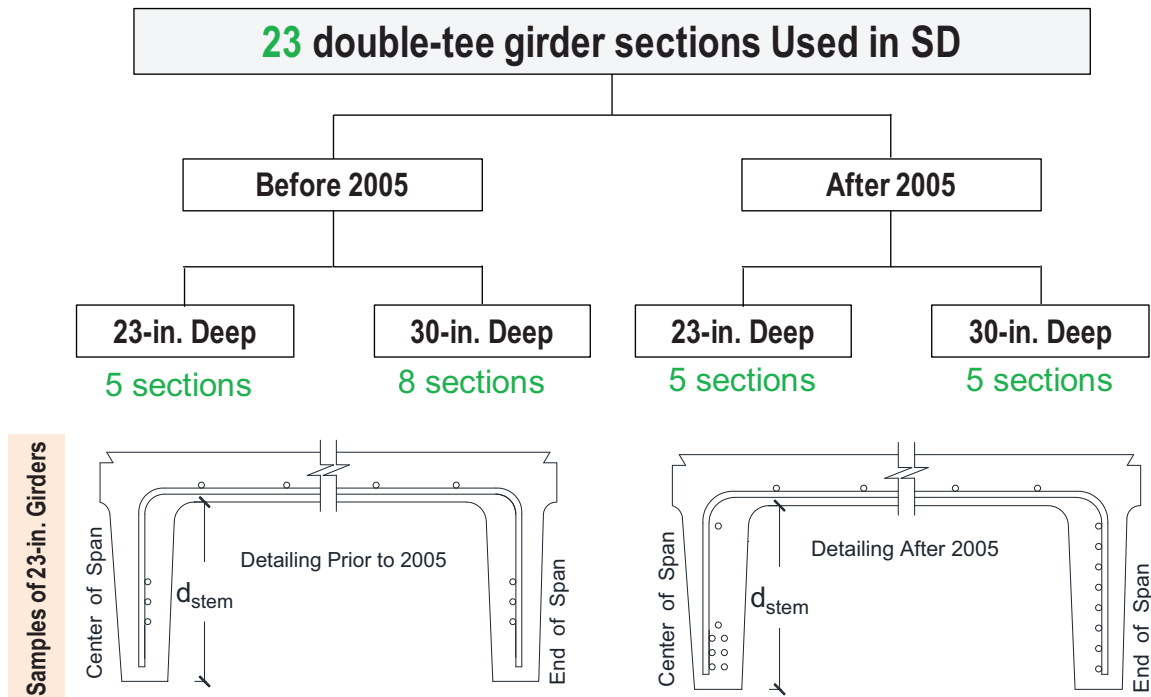 23 double-tee girder sections Used in SD
Before 2005
After 2005
23-in. Deep
30-in. Deep
23-in. Deep
30-in. Deep
5 sections
8 sections
5 sections
5 sections
Samples of 23-in. Girders
Center of Span
Detailing Prior to 2005
dstem
End of Span
Center of Span
Detailing After 2005
dstem
End of Span